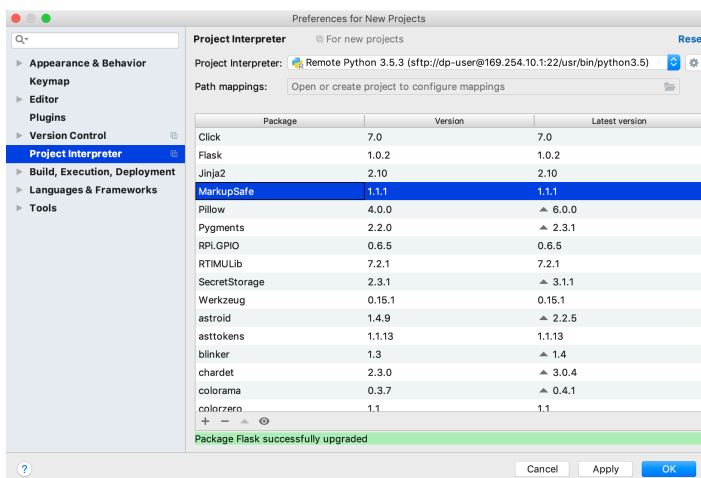 Preferences for New Projects
Project Interpreter For new projects Rese
Appearance & Behavior
Keymap
Editor
Plugins
Version Control
Project Interpreter
Build, Execution, Deployment
Languages & Frameworks
Tools
Project Interpreter: Remote Python 3.5.3 (sftp://dp-user@169.254.10.1:22/usr/bin/python3.5)
Path mappings: Open or create project to configure mappings
Package Version Latest version
Click 7.0 7.0
Flask 1.0.2 1.0.2
Jinja2 2.10 2.10
MarkupSafe 1.1.1 1.1.1
Pillow 4.0.0 6.0.0
Pygments 2.2.0 2.3.1
RPi.GPIO 0.6.5 0.6.5
RTIMULib 7.2.1 7.2.1
SecretStorage 2.3.1 3.1.1
Werkzeug 0.15.1 0.15.1
astroid 1.4.9 2.2.5
asttokens 1.1.13 1.1.13
blinker 1.3 1.4
chardet 2.3.0 3.0.4
colorama 0.3.7 0.4.1
colorzero 1.1 1.1
Package Flask successfully upgraded
? Cancel Apply OK